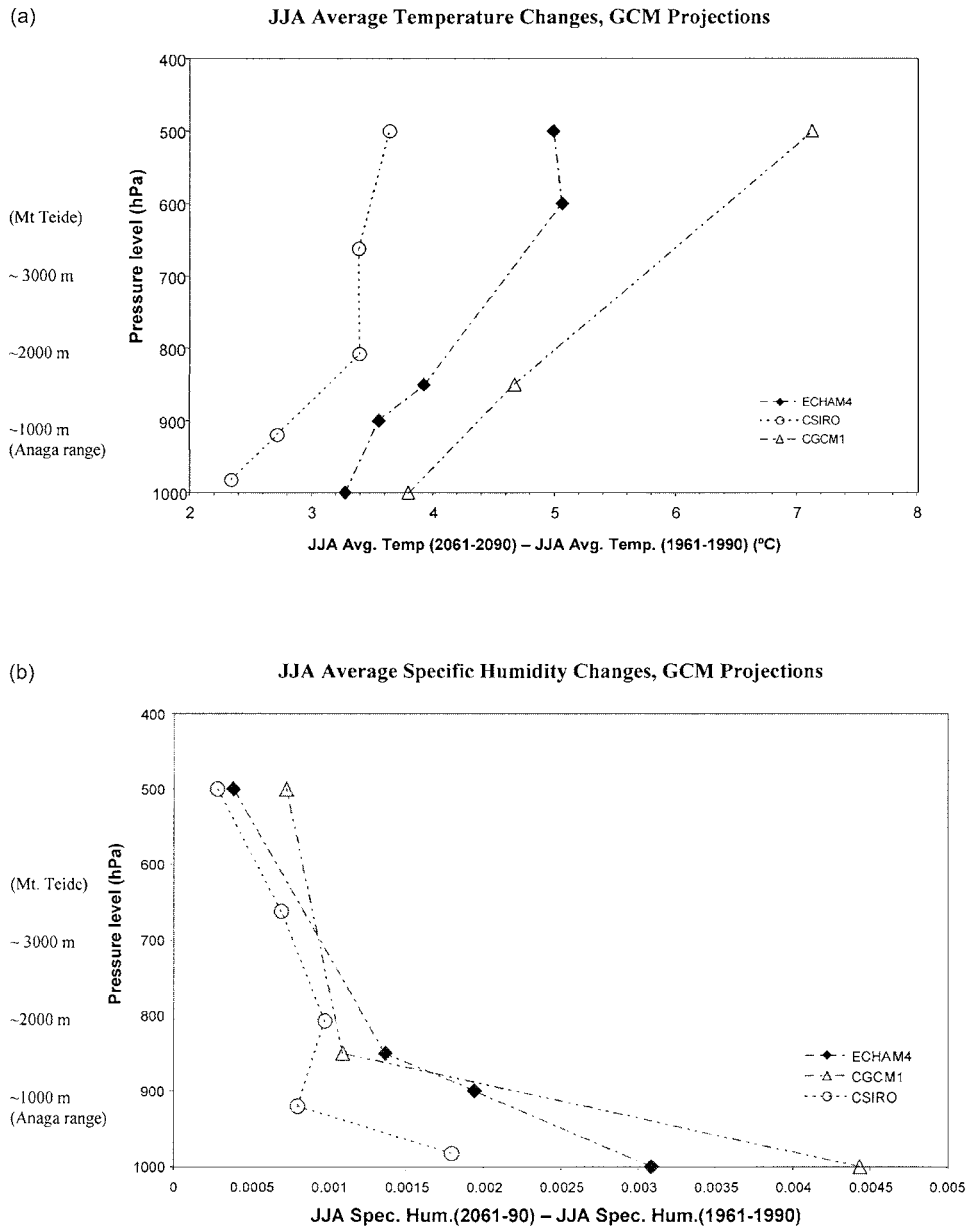 (a)
JJA Average Temperature Changes, GCM Projections
400
500
600
700
800
900
1000
Pressure level (hPa)
(Mt Teide)
~ 3000 m
~2000 m
~1000 m
(Anaga range)
ECHAM4
CSIRO
CGCM1
2 3 4 5 6 7 8
JJA Avg. Temp (2061-2090) – JJA Avg. Temp. (1961-1990) (ºC)
(b)
JJA Average Specific Humidity Changes, GCM Projections
400
500
600
700
800
900
1000
Pressure level (hPa)
(Mt. Teide)
~ 3000 m
~2000 m
~1000 m
(Anaga range)
ECHAM4
CGCM1
CSIRO
0 0.0005 0.001 0.0015 0.002 0.0025 0.003 0.0035 0.004 0.0045 0.005
JJA Spec. Hum.(2061-90) – JJA Spec. Hum.(1961-1990)